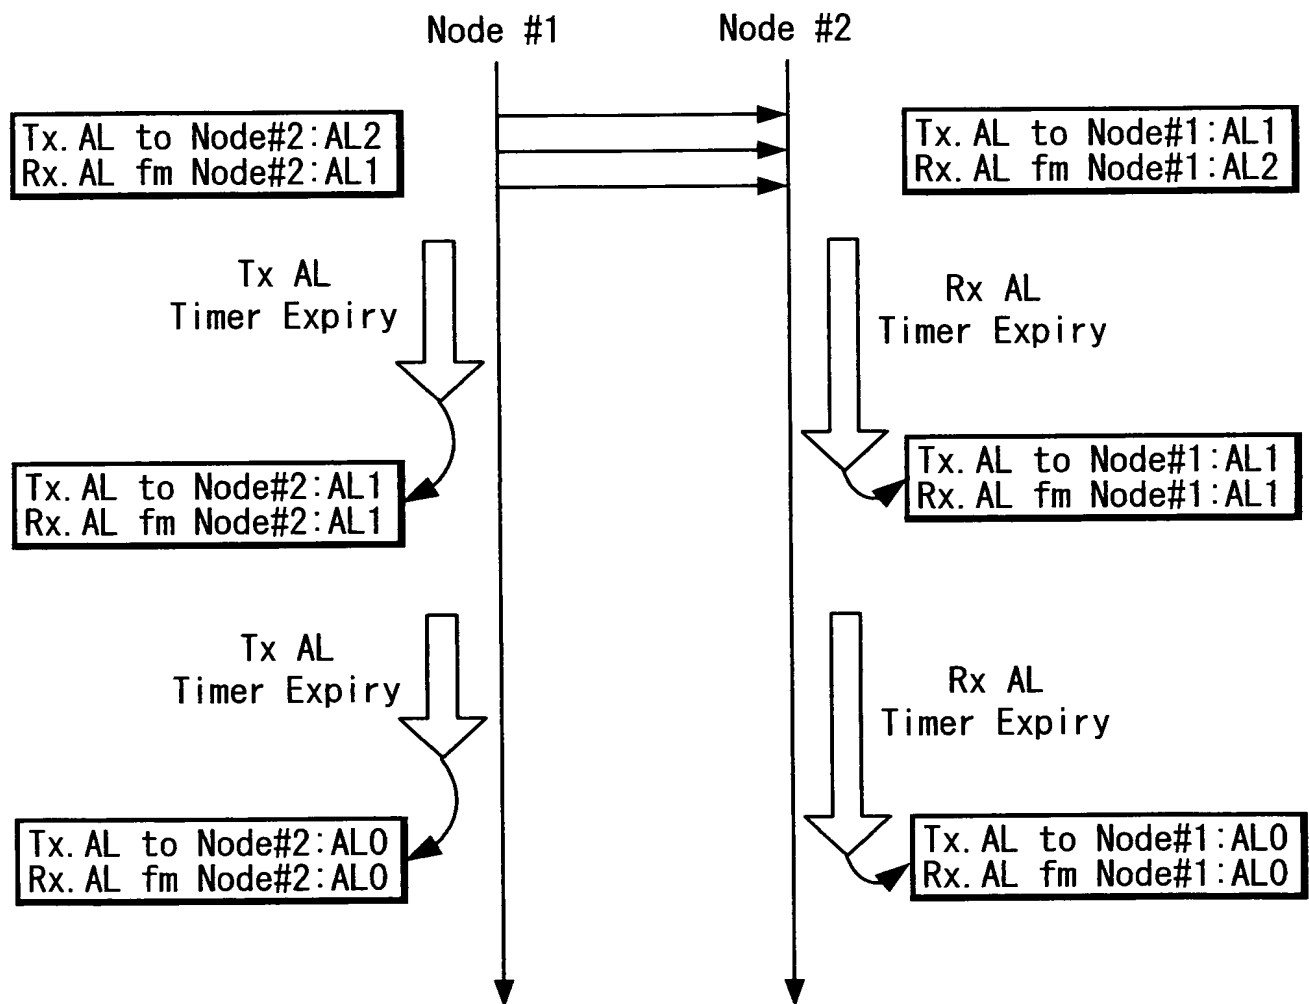 Node #1
Node #2
Tx. AL to Node#2:AL2
Rx. AL fm Node#2:AL1
Tx. AL to Node#1:AL1
Rx. AL fm Node#1:AL2
Tx AL
Timer Expiry
Rx AL
Timer Expiry
Tx. AL to Node#2:AL1
Rx. AL fm Node#2:AL1
Tx. AL to Node#1:AL1
Rx. AL fm Node#1:AL1
Tx AL
Timer Expiry
Rx AL
Timer Expiry
Tx. AL to Node#2:AL0
Rx. AL fm Node#2:AL0
Tx. AL to Node#1:AL0
Rx. AL fm Node#1:AL0